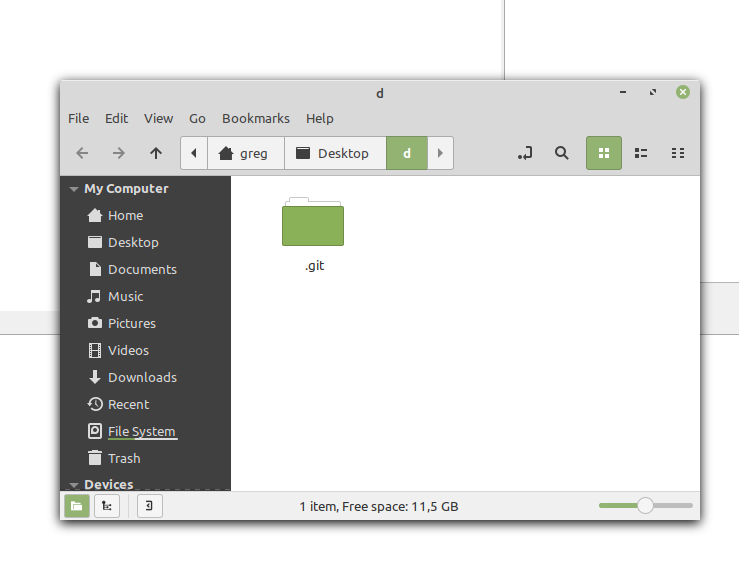 d
File Edit View Go Bookmarks Help
greg Desktop d
My Computer
Home
Desktop
Documents
Music
Pictures
Videos
Downloads
Recent
File System
Trash
Devices
.git
1 item, Free space: 11,5 GB